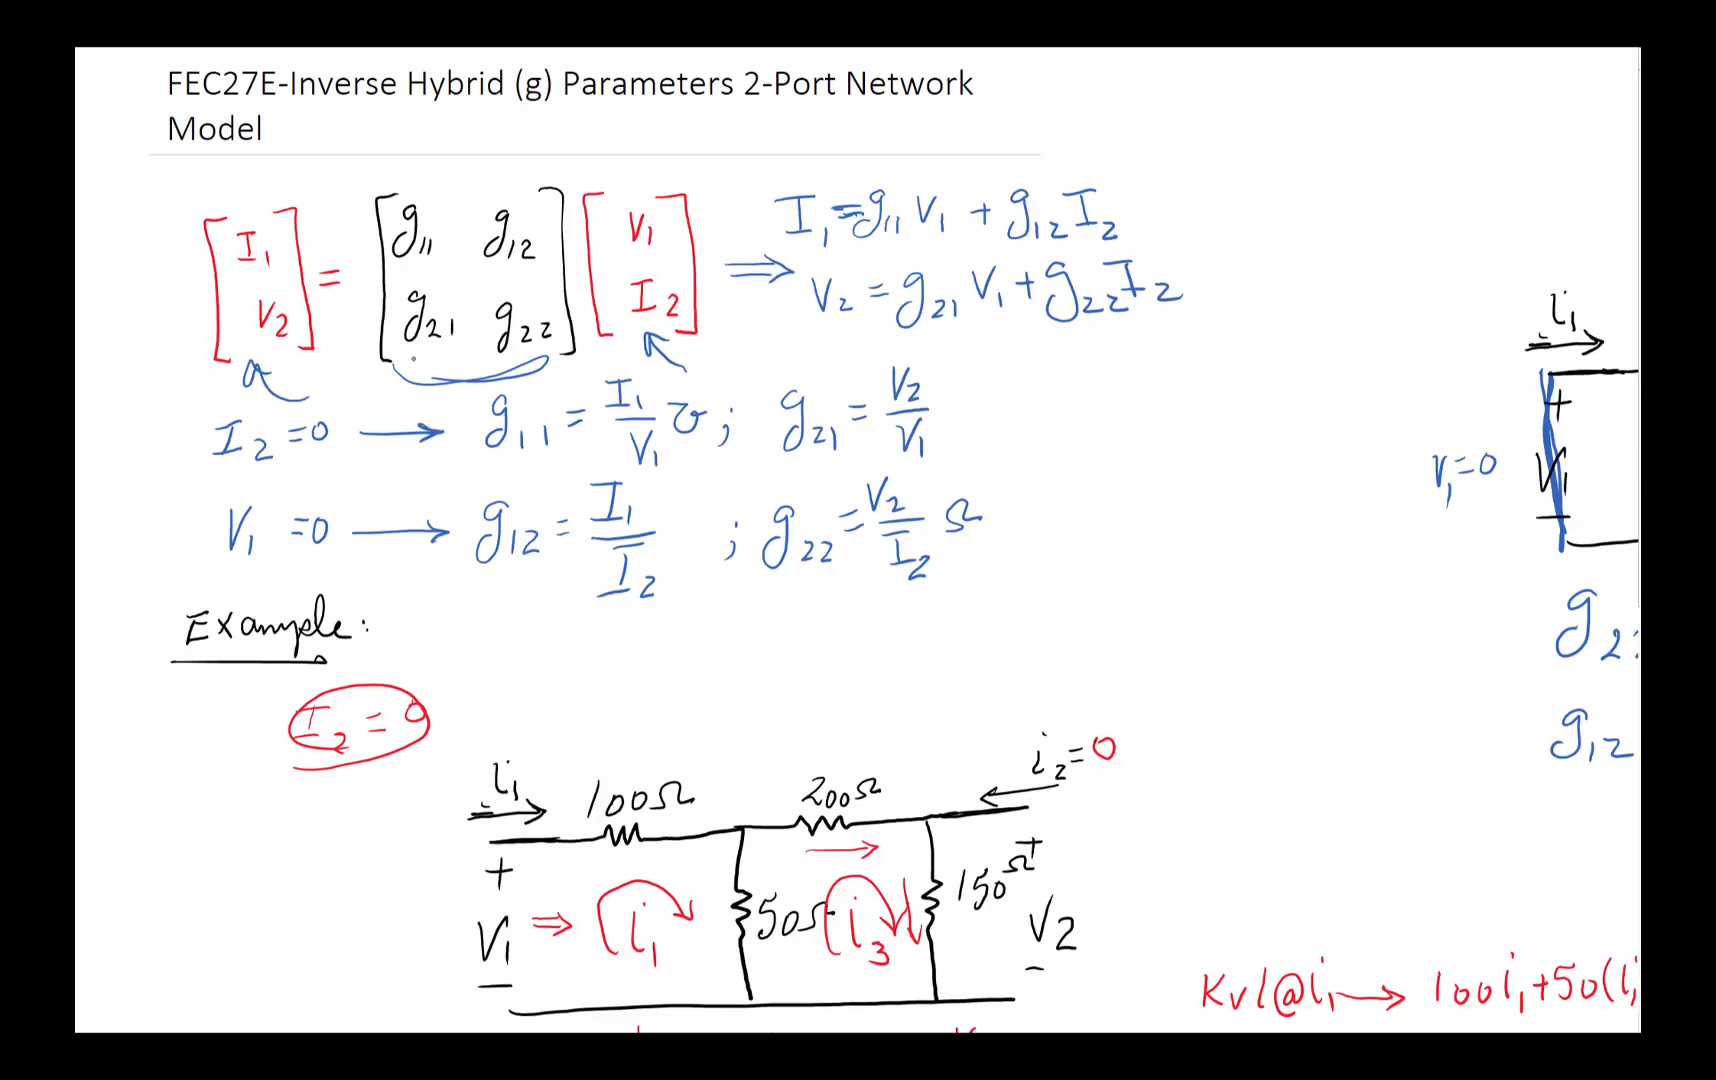 FEC27E-Inverse Hybrid (g) Parameters 2-Port Network
Model
[I₁ V₂] = [g₁₁ g₁₂ g₂₁ g₂₂] [V₁ I₂] ⟹ I₁ = g₁₁ V₁ + g₁₂ I₂
V₂ = g₂₁ V₁ + g₂₂ I₂
I₂ = 0 → g₁₁ = I₁/V₁ ℧ ; g₂₁ = V₂/V₁
V₁ = 0 → g₁₂ = I₁/I₂ ; g₂₂ = V₂/I₂ Ω
Example:
I₂ = 0
i₁ 100Ω 200Ω i₂ = 0
+ 50Ω 150Ω +
V₁ ⇒ i₁ i₃ V₂
− −
i₁
+
V₁ = 0 V₁
−
g₂₂
g₁₂
Kvl@i₁ → 100i₁+50(i₁